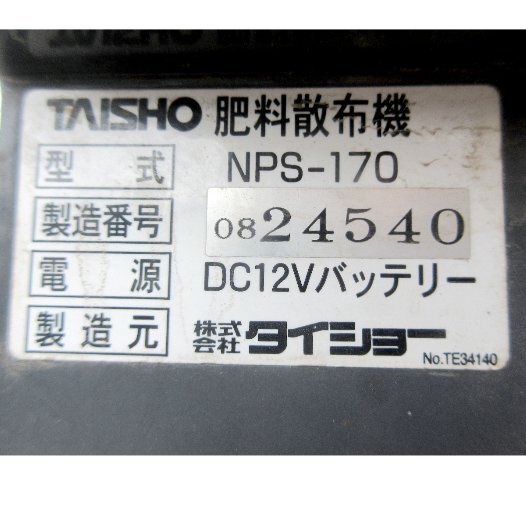 TAISHO 肥料散布機
型 式 NPS-170
製造番号 0824540
電 源 DC12Vバッテリー
製造元 株式会社 タイショー
No.TE34140